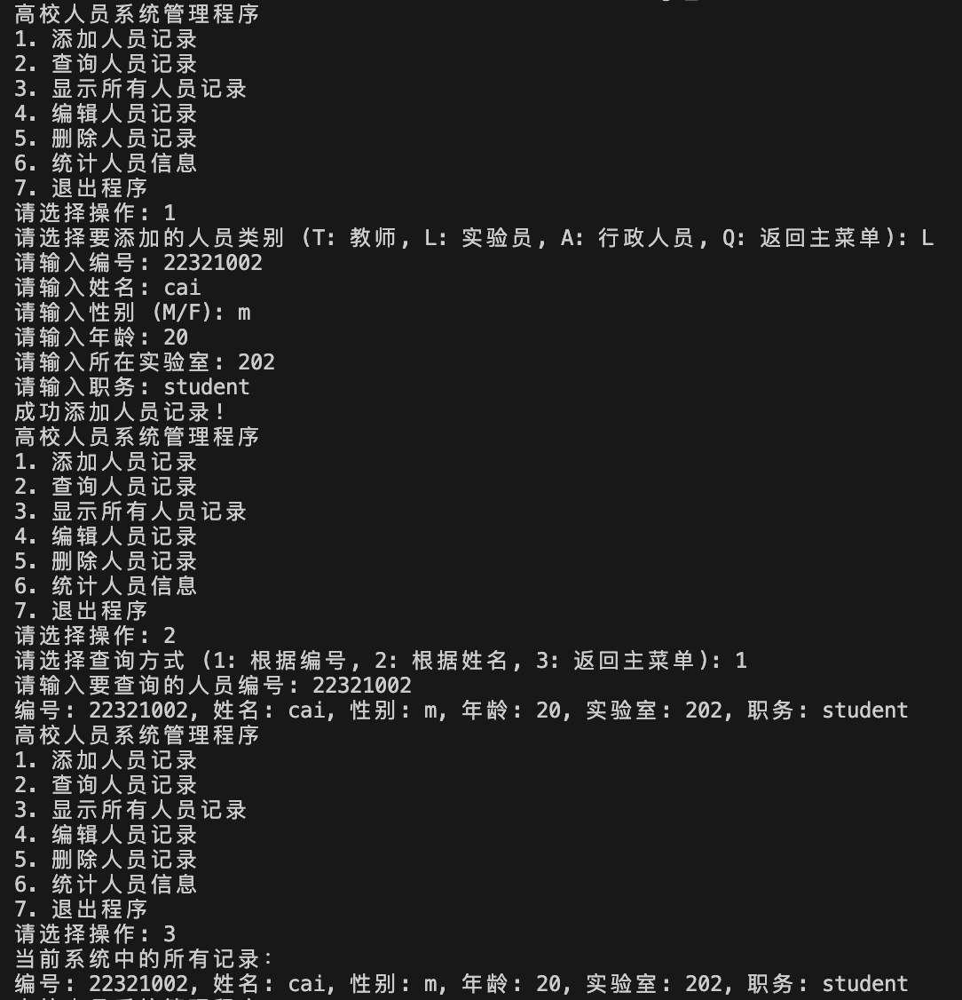 高校人员系统管理程序
1. 添加人员记录
2. 查询人员记录
3. 显示所有人员记录
4. 编辑人员记录
5. 删除人员记录
6. 统计人员信息
7. 退出程序
请选择操作: 1
请选择要添加的人员类别 (T: 教师, L: 实验员, A: 行政人员, Q: 返回主菜单): L
请输入编号: 22321002
请输入姓名: cai
请输入性别 (M/F): m
请输入年龄: 20
请输入所在实验室: 202
请输入职务: student
成功添加人员记录!
高校人员系统管理程序
1. 添加人员记录
2. 查询人员记录
3. 显示所有人员记录
4. 编辑人员记录
5. 删除人员记录
6. 统计人员信息
7. 退出程序
请选择操作: 2
请选择查询方式 (1: 根据编号, 2: 根据姓名, 3: 返回主菜单): 1
请输入要查询的人员编号: 22321002
编号: 22321002, 姓名: cai, 性别: m, 年龄: 20, 实验室: 202, 职务: student
高校人员系统管理程序
1. 添加人员记录
2. 查询人员记录
3. 显示所有人员记录
4. 编辑人员记录
5. 删除人员记录
6. 统计人员信息
7. 退出程序
请选择操作: 3
当前系统中的所有记录：
编号: 22321002, 姓名: cai, 性别: m, 年龄: 20, 实验室: 202, 职务: student